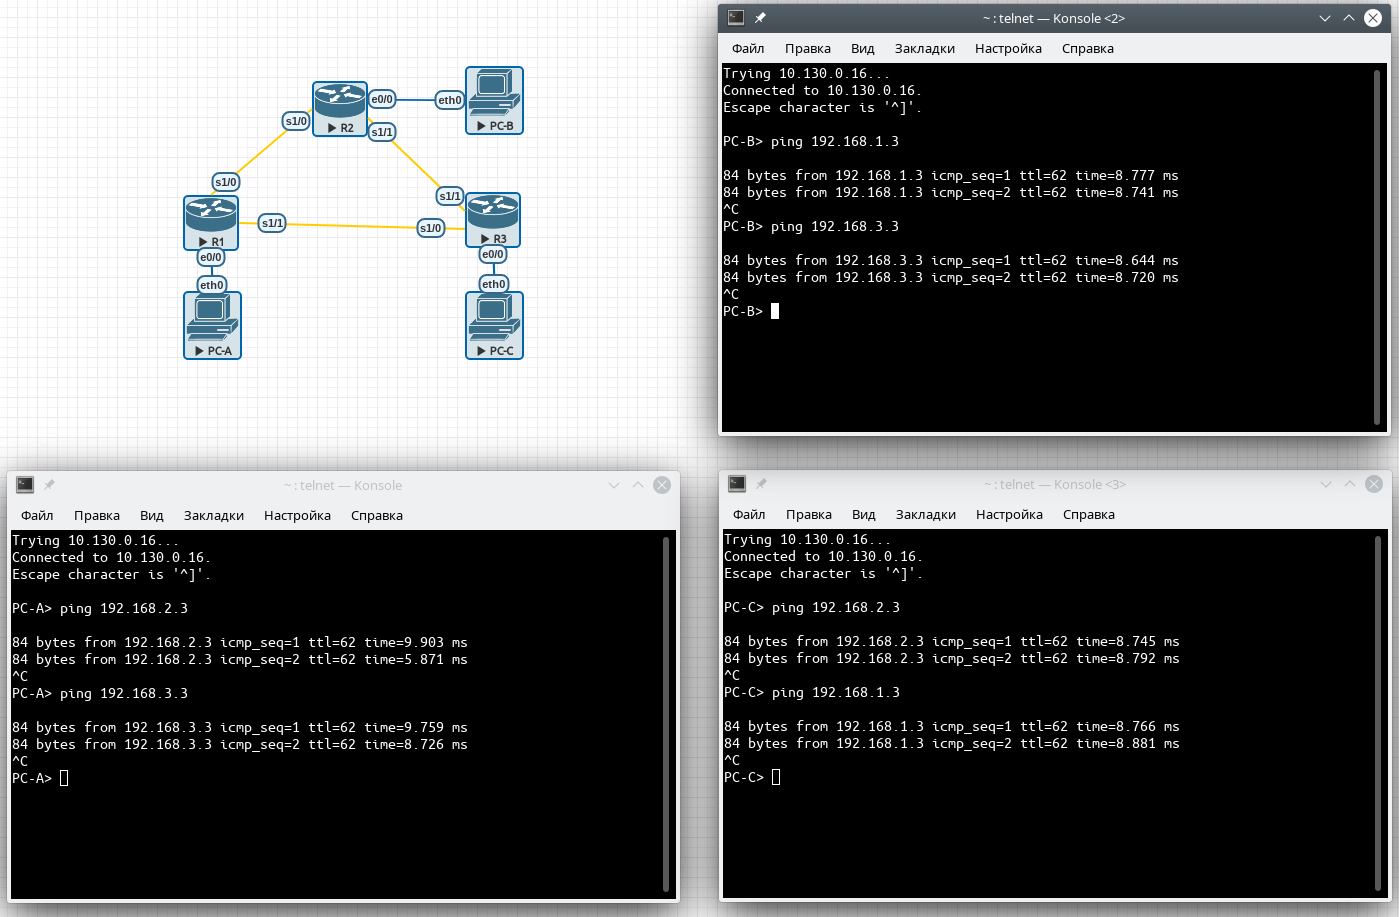 e0/0
eth0
PC-B
s1/0
R2
s1/1
s1/0
s1/1
R1
s1/1
s1/0
R3
e0/0
e0/0
eth0
eth0
PC-A
PC-C
~ : telnet — Konsole <2>
Файл Правка Вид Закладки Настройка Справка
Trying 10.130.0.16...
Connected to 10.130.0.16.
Escape character is '^]'.
PC-B> ping 192.168.1.3
84 bytes from 192.168.1.3 icmp_seq=1 ttl=62 time=8.777 ms
84 bytes from 192.168.1.3 icmp_seq=2 ttl=62 time=8.741 ms
^C
PC-B> ping 192.168.3.3
84 bytes from 192.168.3.3 icmp_seq=1 ttl=62 time=8.644 ms
84 bytes from 192.168.3.3 icmp_seq=2 ttl=62 time=8.720 ms
^C
PC-B>
~ : telnet — Konsole
Файл Правка Вид Закладки Настройка Справка
Trying 10.130.0.16...
Connected to 10.130.0.16.
Escape character is '^]'.
PC-A> ping 192.168.2.3
84 bytes from 192.168.2.3 icmp_seq=1 ttl=62 time=9.903 ms
84 bytes from 192.168.2.3 icmp_seq=2 ttl=62 time=5.871 ms
^C
PC-A> ping 192.168.3.3
84 bytes from 192.168.3.3 icmp_seq=1 ttl=62 time=9.759 ms
84 bytes from 192.168.3.3 icmp_seq=2 ttl=62 time=8.726 ms
^C
PC-A>
~ : telnet — Konsole <3>
Файл Правка Вид Закладки Настройка Справка
Trying 10.130.0.16...
Connected to 10.130.0.16.
Escape character is '^]'.
PC-C> ping 192.168.2.3
84 bytes from 192.168.2.3 icmp_seq=1 ttl=62 time=8.745 ms
84 bytes from 192.168.2.3 icmp_seq=2 ttl=62 time=8.792 ms
^C
PC-C> ping 192.168.1.3
84 bytes from 192.168.1.3 icmp_seq=1 ttl=62 time=8.766 ms
84 bytes from 192.168.1.3 icmp_seq=2 ttl=62 time=8.881 ms
^C
PC-C>